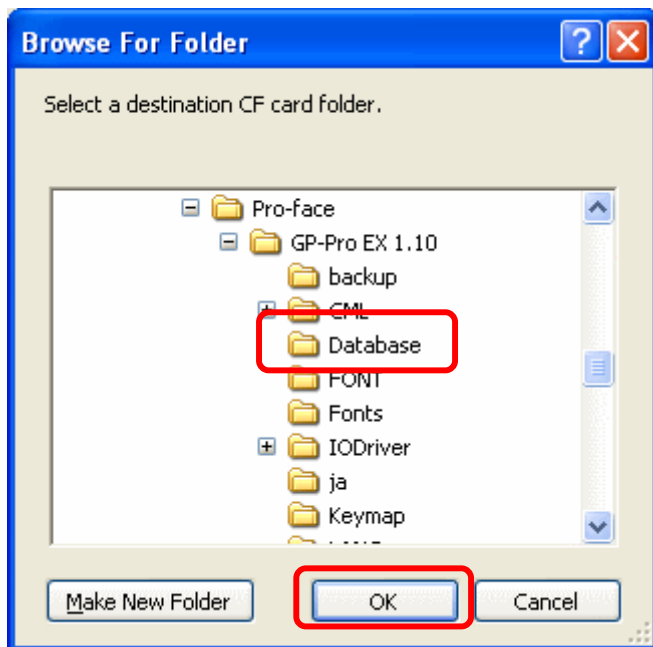 Browse For Folder
Select a destination CF card folder.
Pro-face
GP-Pro EX 1.10
backup
CML
Database
FONT
Fonts
IODriver
ja
Keymap
Make New Folder
OK
Cancel